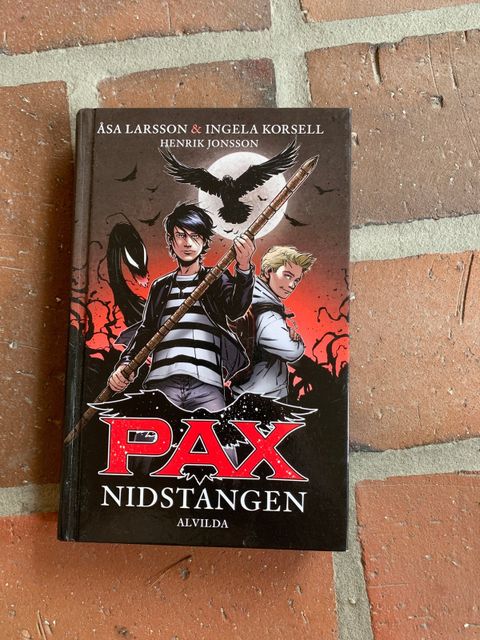 ÅSA LARSSON & INGELA KORSELL
HENRIK JONSSON
PAX
NIDSTANGEN
ALVILDA